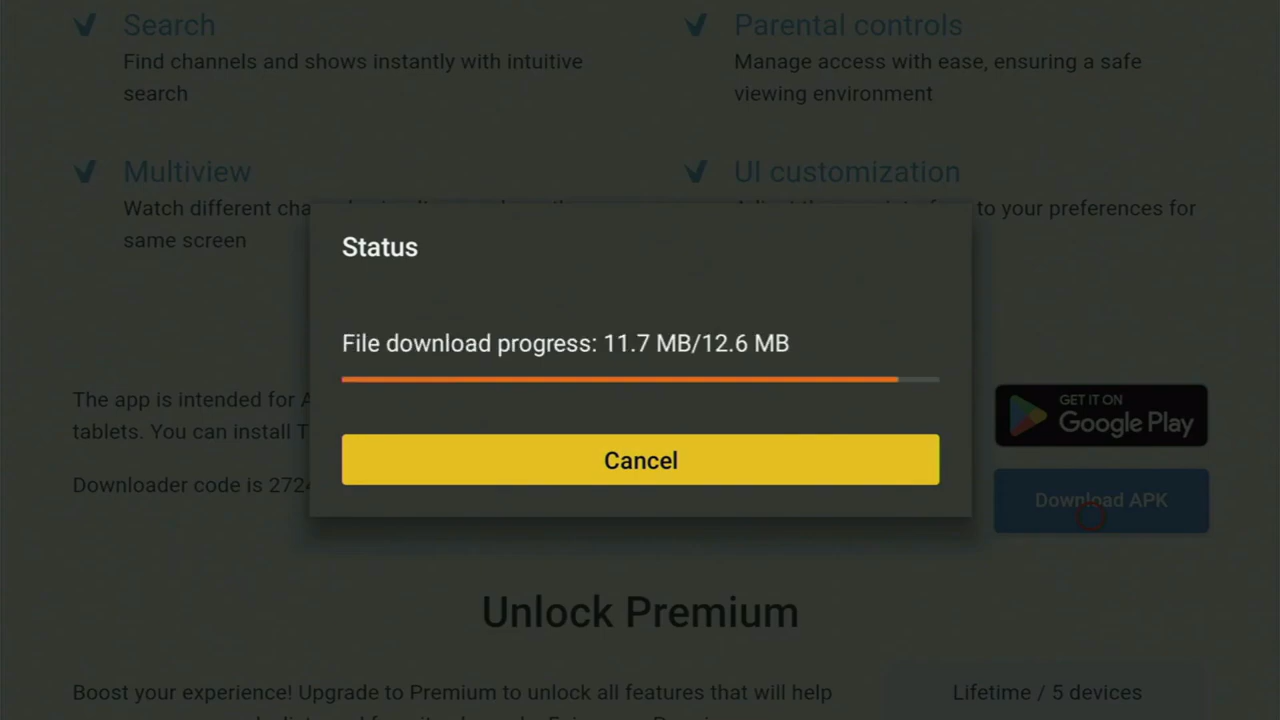 Search
Find channels and shows instantly with intuitive
search
Parental controls
Manage access with ease, ensuring a safe
viewing environment
Multiview
Watch different
same screen
UI customization
to your preferences for
Status
File download progress: 11.7 MB/12.6 MB
Cancel
The app is intended for
tablets. You can install
Downloader code is 272
GET IT ON
Google Play
Download APK
Unlock Premium
Boost your experience! Upgrade to Premium to unlock all features that will help
Lifetime / 5 devices